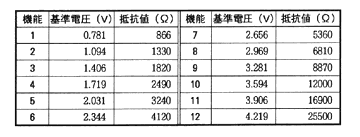 機能 基準電圧 (V) 抵抗値 (Ω) 機能 基準電圧 (V) 抵抗値 (Ω)
1 0.781 866 7 2.656 5360
2 1.094 1330 8 2.969 6810
3 1.406 1820 9 3.281 8870
4 1.719 2490 10 3.594 12000
5 2.031 3240 11 3.906 16900
6 2.344 4120 12 4.219 25500